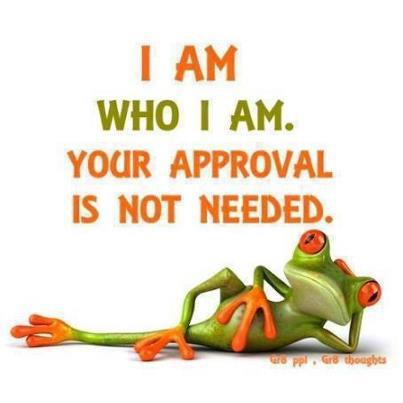 I AM
WHO I AM.
YOUR APPROVAL
IS NOT NEEDED.
Gr8 ppl , Gr8 thoughts